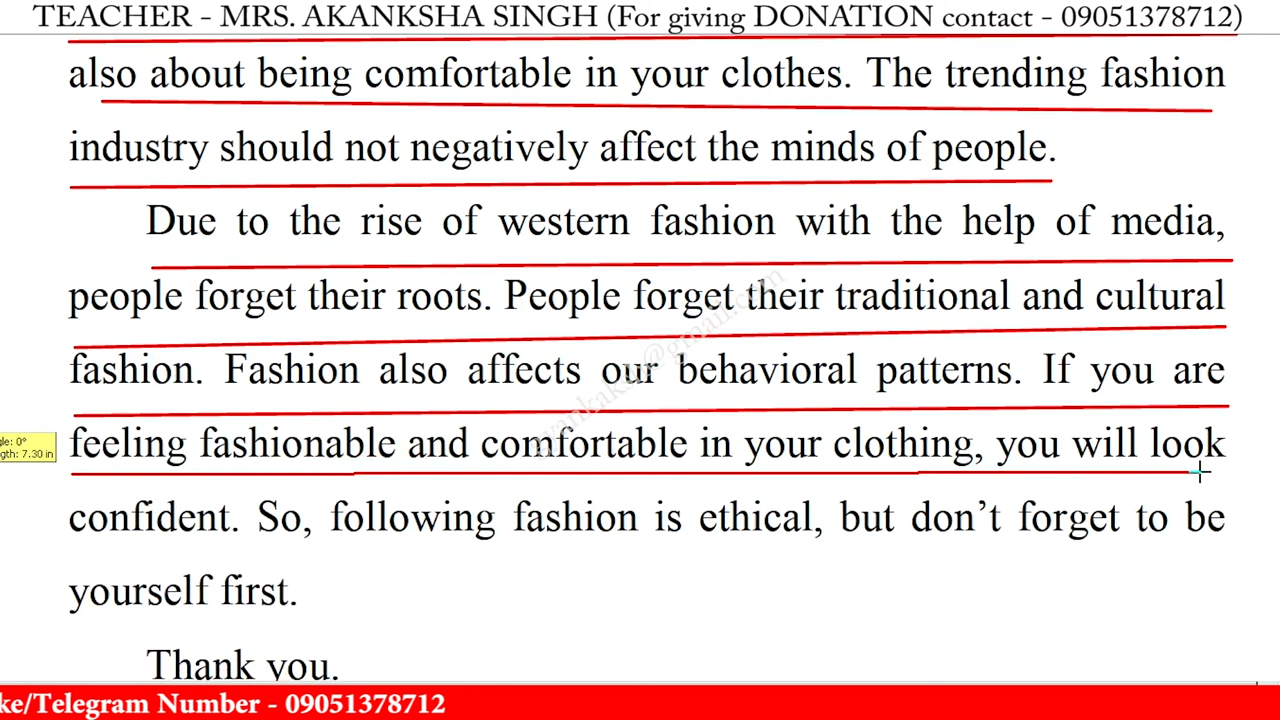 TEACHER - MRS. AKANKSHA SINGH (For giving DONATION contact - 09051378712)
also about being comfortable in your clothes. The trending fashion
industry should not negatively affect the minds of people.
Due to the rise of western fashion with the help of media,
people forget their roots. People forget their traditional and cultural
fashion. Fashion also affects our behavioral patterns. If you are
feeling fashionable and comfortable in your clothing, you will look
confident. So, following fashion is ethical, but don’t forget to be
yourself first.
Thank you.
/Telegram Number - 09051378712